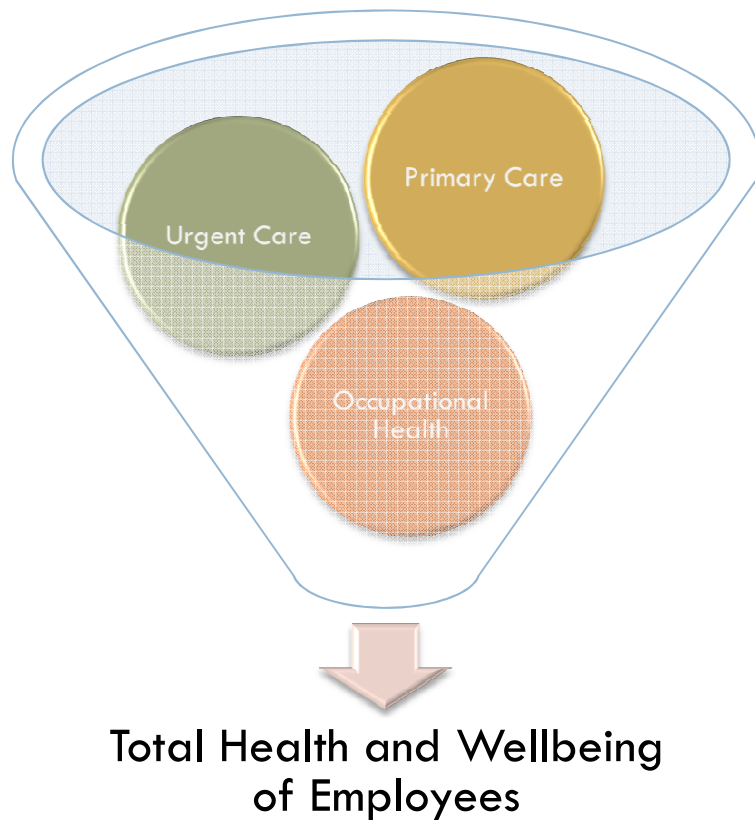 Primary Care
Urgent Care
Occupational
Health
Total Health and Wellbeing
of Employees